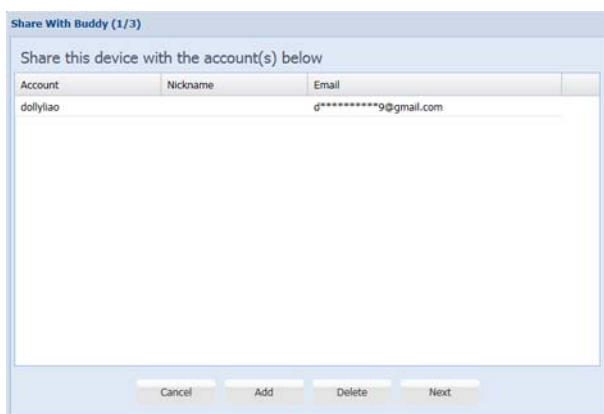 Share With Buddy (1/3)
Share this device with the account(s) below
Account Nickname Email
dollyliao d**********9@gmail.com
Cancel Add Delete Next